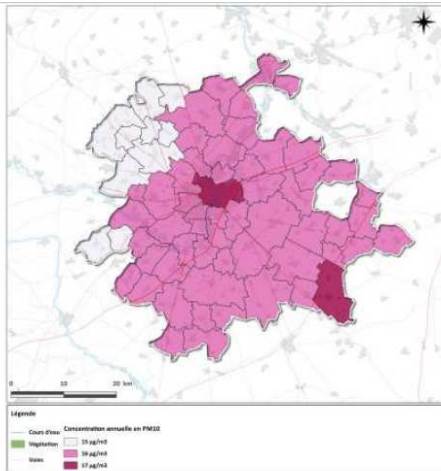 0 10 20 km
Légende
Cours d'eau
Végétation
Voies
Concentration annuelle en PM10
15 µg/m3
16 µg/m3
17 µg/m3